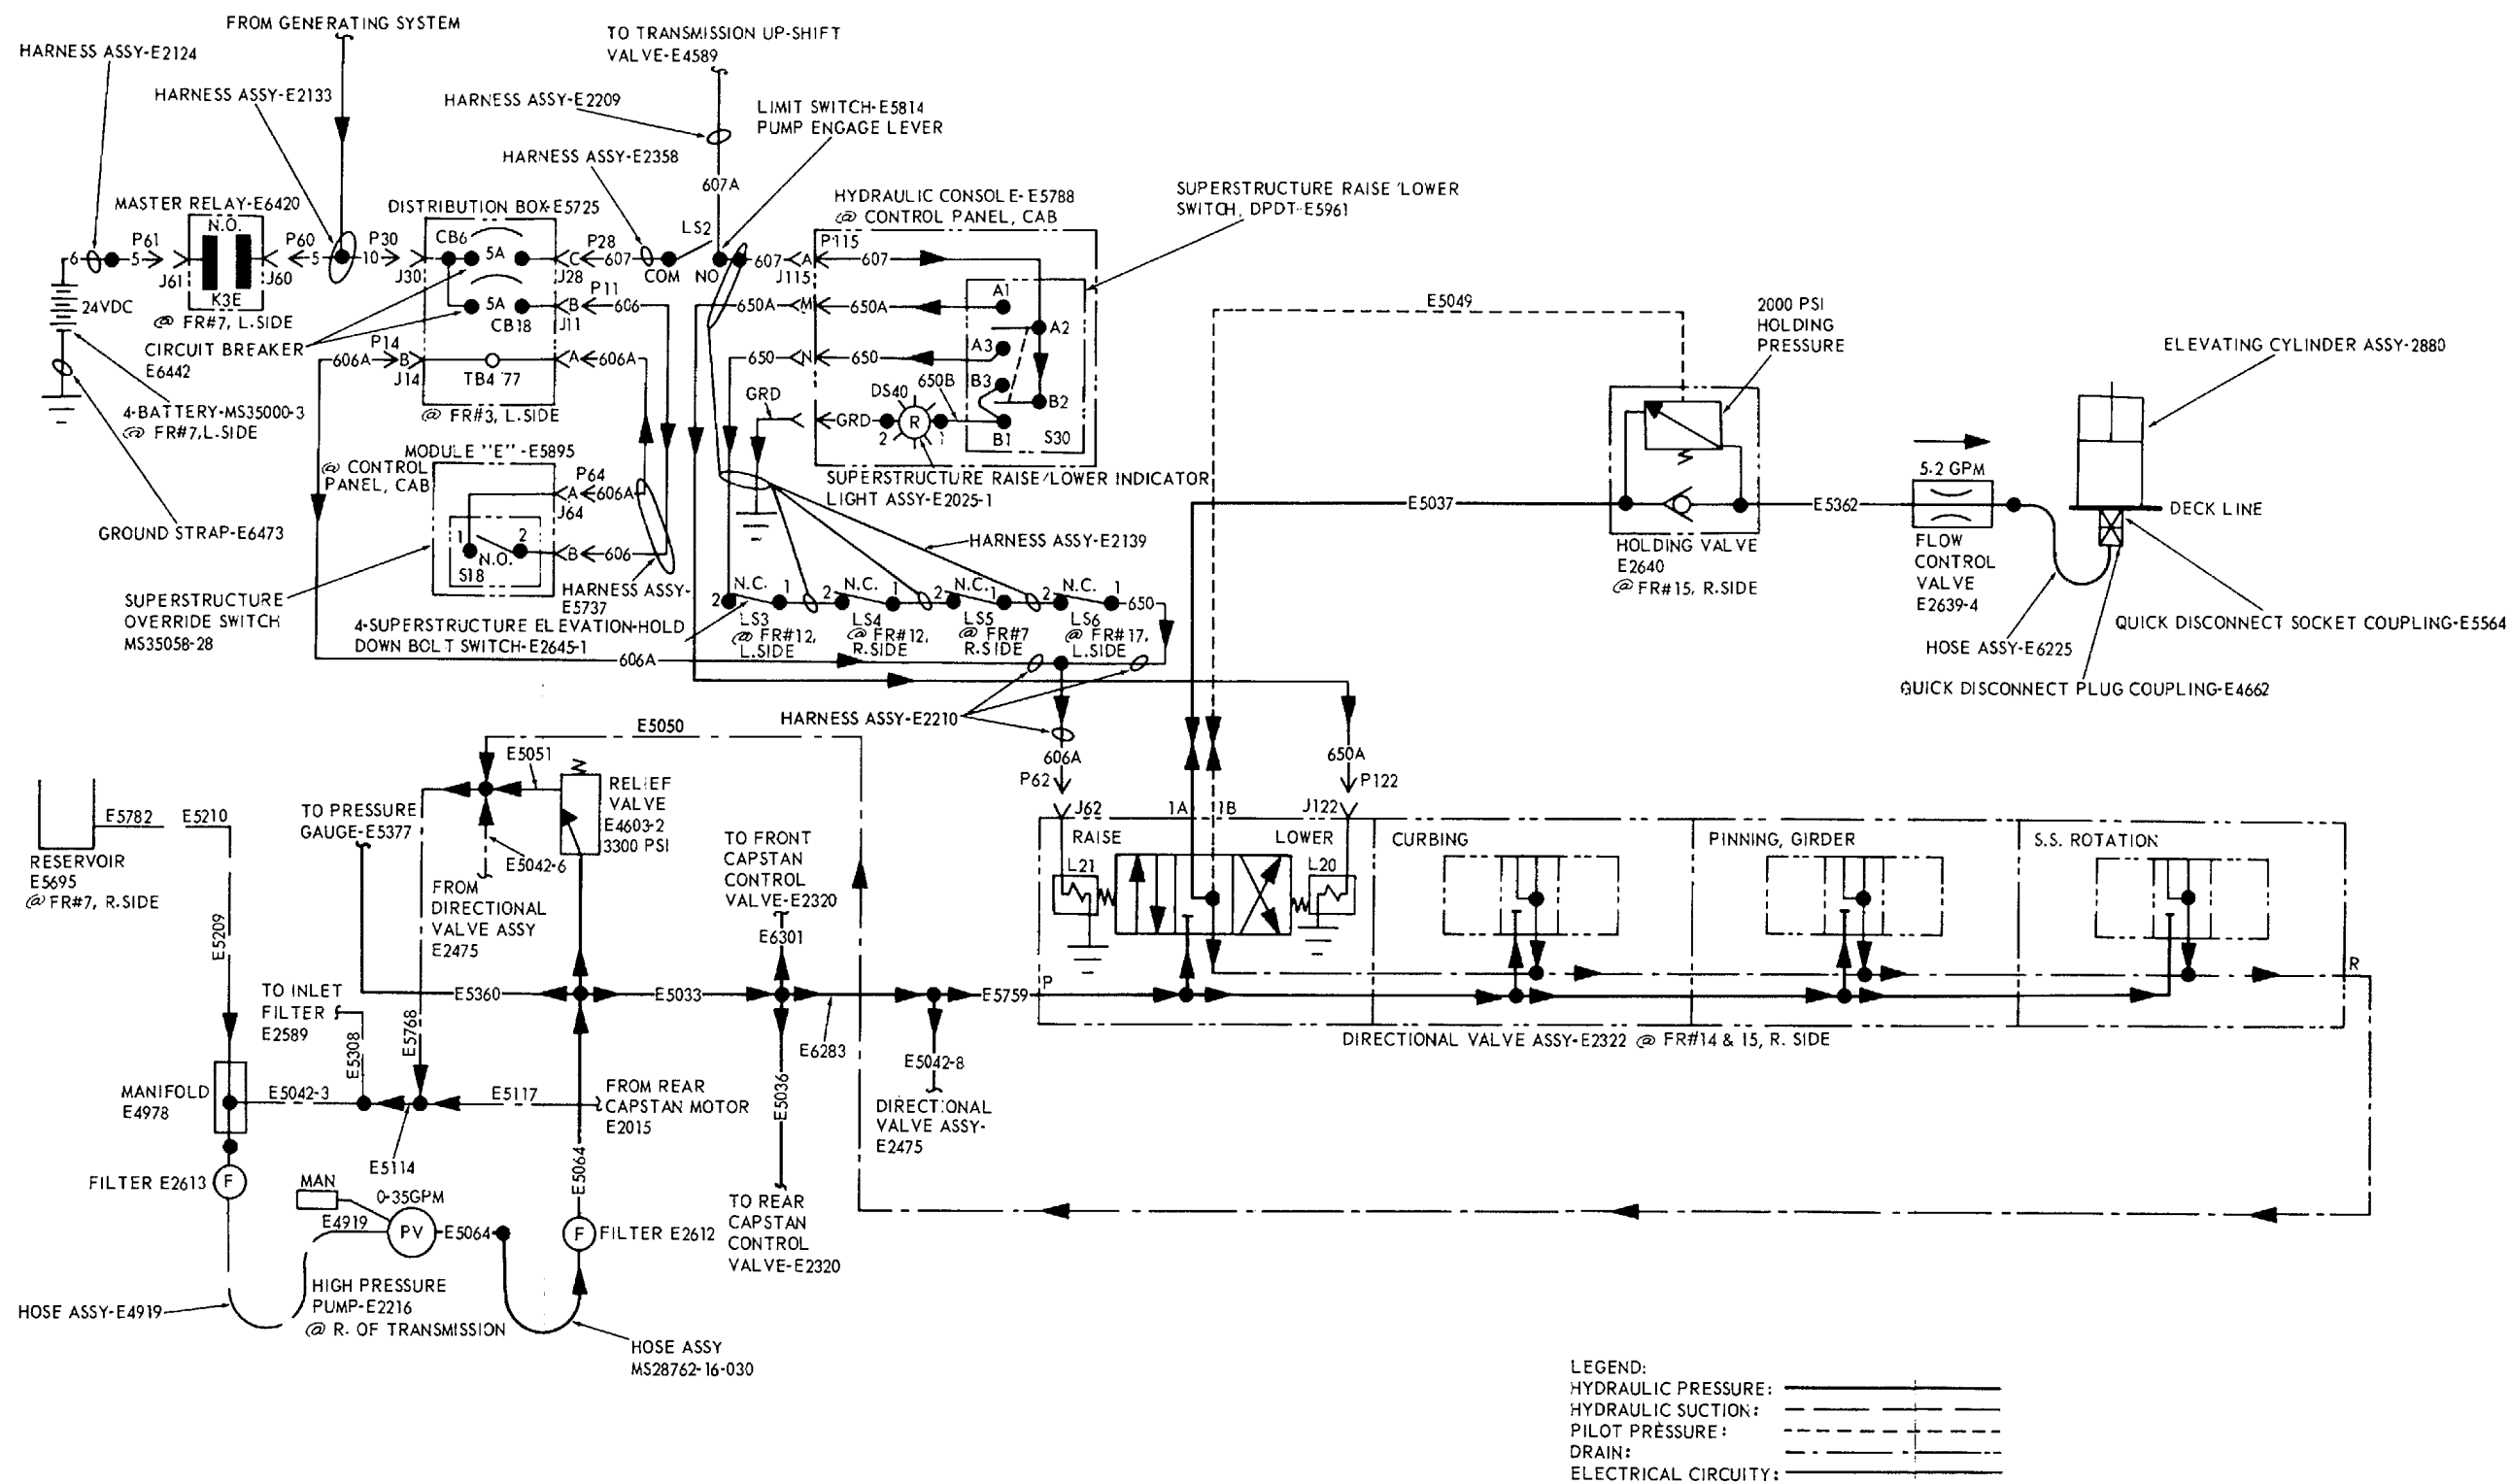 FROM GENERATING SYSTEM
HARNESS ASSY-E2124
HARNESS ASSY-E2133
TO TRANSMISSION UP-SHIFT
VALVE-E4589
HARNESS ASSY-E2209
LIMIT SWITCH-E5814
PUMP ENGAGE LEVER
HARNESS ASSY-E2358
607A
LS2
MASTER RELAY-E6420
N.O.
K3E
@ FR#7, L.SIDE
6
5
P61
J61
P60
J60
5
10
P30
J30
24VDC
DISTRIBUTION BOX-E5725
CB6
5A
5A
CB18
C
P28
J28
607
COM
NO
607
A
J115
B
P11
J11
606
CIRCUIT BREAKER
E6442
P14
606A
B
J14
TB4 77
A
606A
@ FR#3, L.SIDE
4-BATTERY-MS35000-3
@ FR#7,L.SIDE
GROUND STRAP-E6473
HYDRAULIC CONSOLE-E5788
@ CONTROL PANEL, CAB
P115
607
650A
M
650A
650
N
650
GRD
GRD
DS40
650B
2
R
1
A1
A2
A3
B3
B2
B1
S30
SUPERSTRUCTURE RAISE/LOWER
SWITCH, DPDT-E5961
SUPERSTRUCTURE RAISE/LOWER INDICATOR
LIGHT ASSY-E2025-1
MODULE "E"-E5895
@ CONTROL
PANEL, CAB
P64
A
606A
J64
1
2
N.O.
S18
B
606
SUPERSTRUCTURE
OVERRIDE SWITCH
MS35058-28
HARNESS ASSY-
E5737
HARNESS ASSY-E2139
4-SUPERSTRUCTURE ELEVATION-HOLD
DOWN BOLT SWITCH-E2645-1
2
N.C.
1
LS3
@ FR#12,
L.SIDE
2
N.C.
1
LS4
@ FR#12,
R.SIDE
2
N.C.
1
LS5
@ FR#7
R.SIDE
2
N.C.
1
LS6
@ FR#17,
L.SIDE
650
606A
HARNESS ASSY-E2210
606A
P62
J62
650A
P122
J122
E5049
2000 PSI
HOLDING
PRESSURE
E5037
HOLDING VALVE
E2640
@ FR#15, R.SIDE
E5362
5.2 GPM
FLOW
CONTROL
VALVE
E2639-4
ELEVATING CYLINDER ASSY-2880
DECK LINE
QUICK DISCONNECT SOCKET COUPLING-E5564
HOSE ASSY-E6225
QUICK DISCONNECT PLUG COUPLING-E4662
RESERVOIR
E5695
@ FR#7, R.SIDE
E5782
E5210
E5209
TO PRESSURE
GAUGE-E5377
E5050
E5051
RELIEF
VALVE
E4603-2
3300 PSI
E5042-6
FROM
DIRECTIONAL
VALVE ASSY
E2475
TO FRONT
CAPSTAN
CONTROL
VALVE-E2320
E6301
E5360
E5033
E6283
E5759
P
TO INLET
FILTER
E2589
E5308
E5768
MANIFOLD
E4978
E5042-3
E5117
FROM REAR
CAPSTAN MOTOR
E2015
E5114
E5064
E5036
E5042-8
DIRECTIONAL
VALVE ASSY-
E2475
TO REAR
CAPSTAN
CONTROL
VALVE-E2320
FILTER E2613
F
MAN
0-35GPM
E4919
PV
E5064
F
FILTER E2612
HIGH PRESSURE
PUMP-E2216
@ R. OF TRANSMISSION
HOSE ASSY-E4919
HOSE ASSY
MS28762-16-030
1A
1B
RAISE
LOWER
L21
L20
CURBING
PINNING, GIRDER
S.S. ROTATION
R
DIRECTIONAL VALVE ASSY-E2322 @ FR#14 & 15, R. SIDE
LEGEND:
HYDRAULIC PRESSURE:
HYDRAULIC SUCTION:
PILOT PRESSURE:
DRAIN:
ELECTRICAL CIRCUITY: